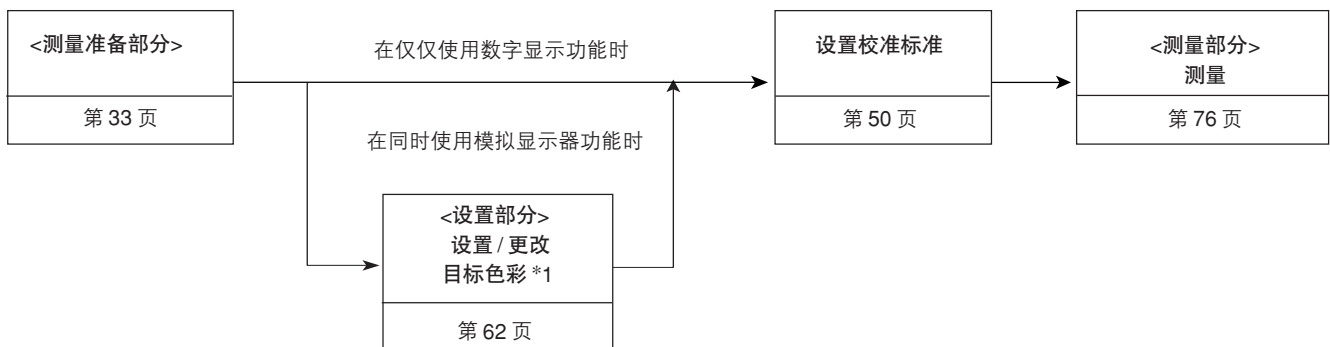 <测量准备部分>
第 33 页
在仅仅使用数字显示功能时
在同时使用模拟显示器功能时
<设置部分>
设置 / 更改
目标色彩 *1
第 62 页
设置校准标准
第 50 页
<测量部分>
测量
第 76 页